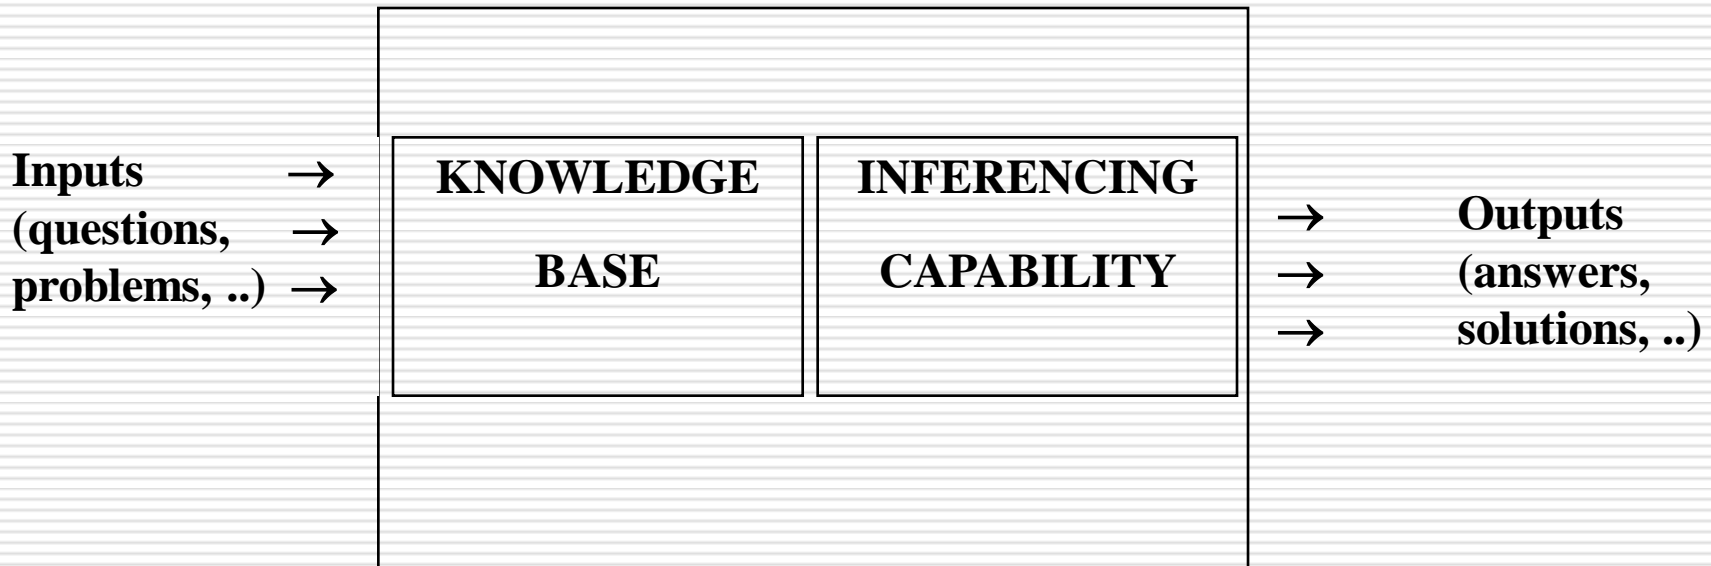 Inputs →
(questions, →
problems, ..) →
KNOWLEDGE
BASE
INFERENCING
CAPABILITY
→ Outputs
→ (answers,
→ solutions, ..)